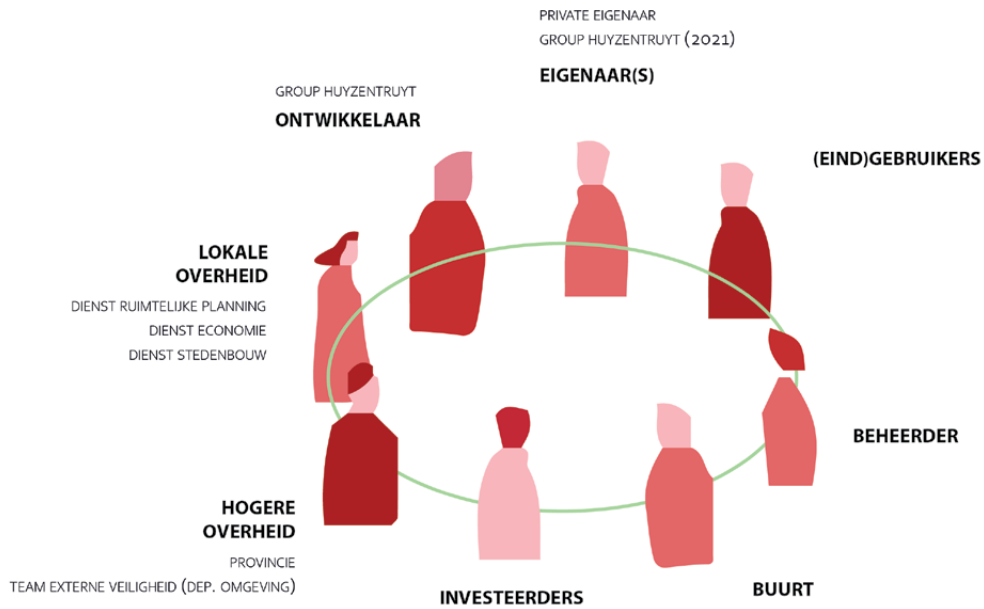 PRIVATE EIGENAAR
GROUP HUYZENTRUYT (2021)
EIGENAAR(S)
GROUP HUYZENTRUYT
ONTWIKKELAAR
(EIND)GEBRUIKERS
LOKALE
OVERHEID
DIENST RUIMTELIJKE PLANNING
DIENST ECONOMIE
DIENST STEDENBOUW
BEHEERDER
HOGERE
OVERHEID
PROVINCIE
TEAM EXTERNE VEILIGHEID (DEP. OMGEVING)
INVESTEERDERS
BUURT